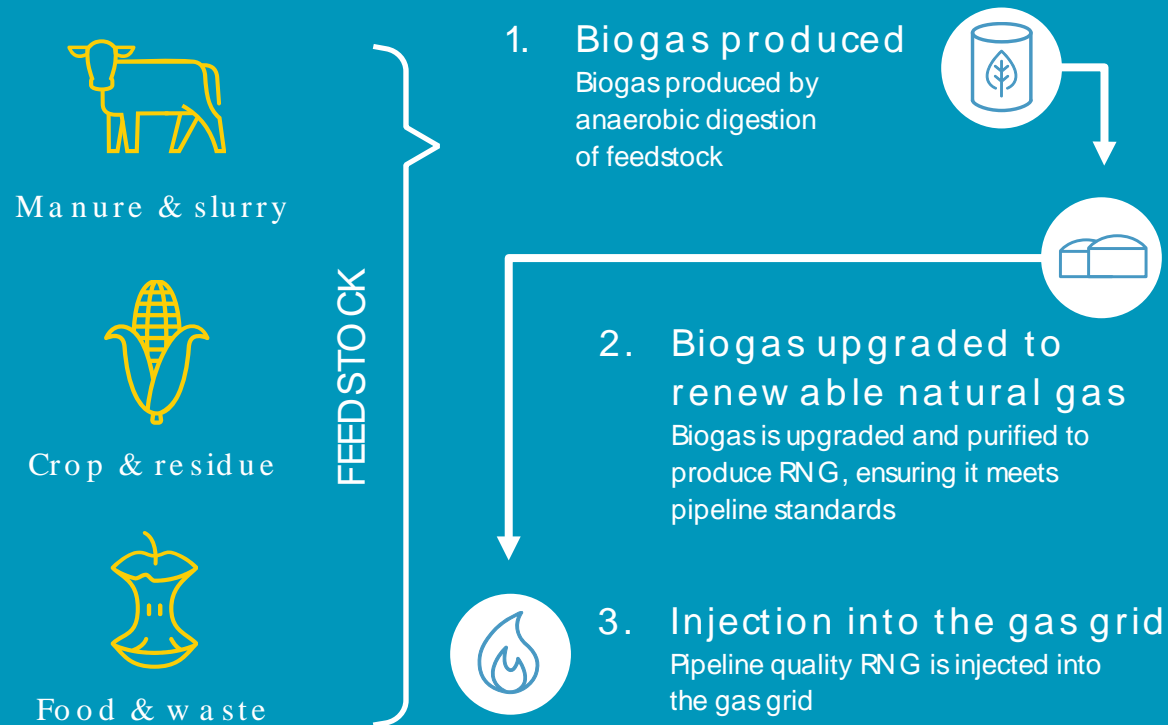 Manure & slurry
Crop & residue
Food & waste
FEEDSTOCK
1. Biogas produced
Biogas produced by
anaerobic digestion
of feedstock
2. Biogas upgraded to
renewable natural gas
Biogas is upgraded and purified to
produce RNG, ensuring it meets
pipeline standards
3. Injection into the gas grid
Pipeline quality RNG is injected into
the gas grid